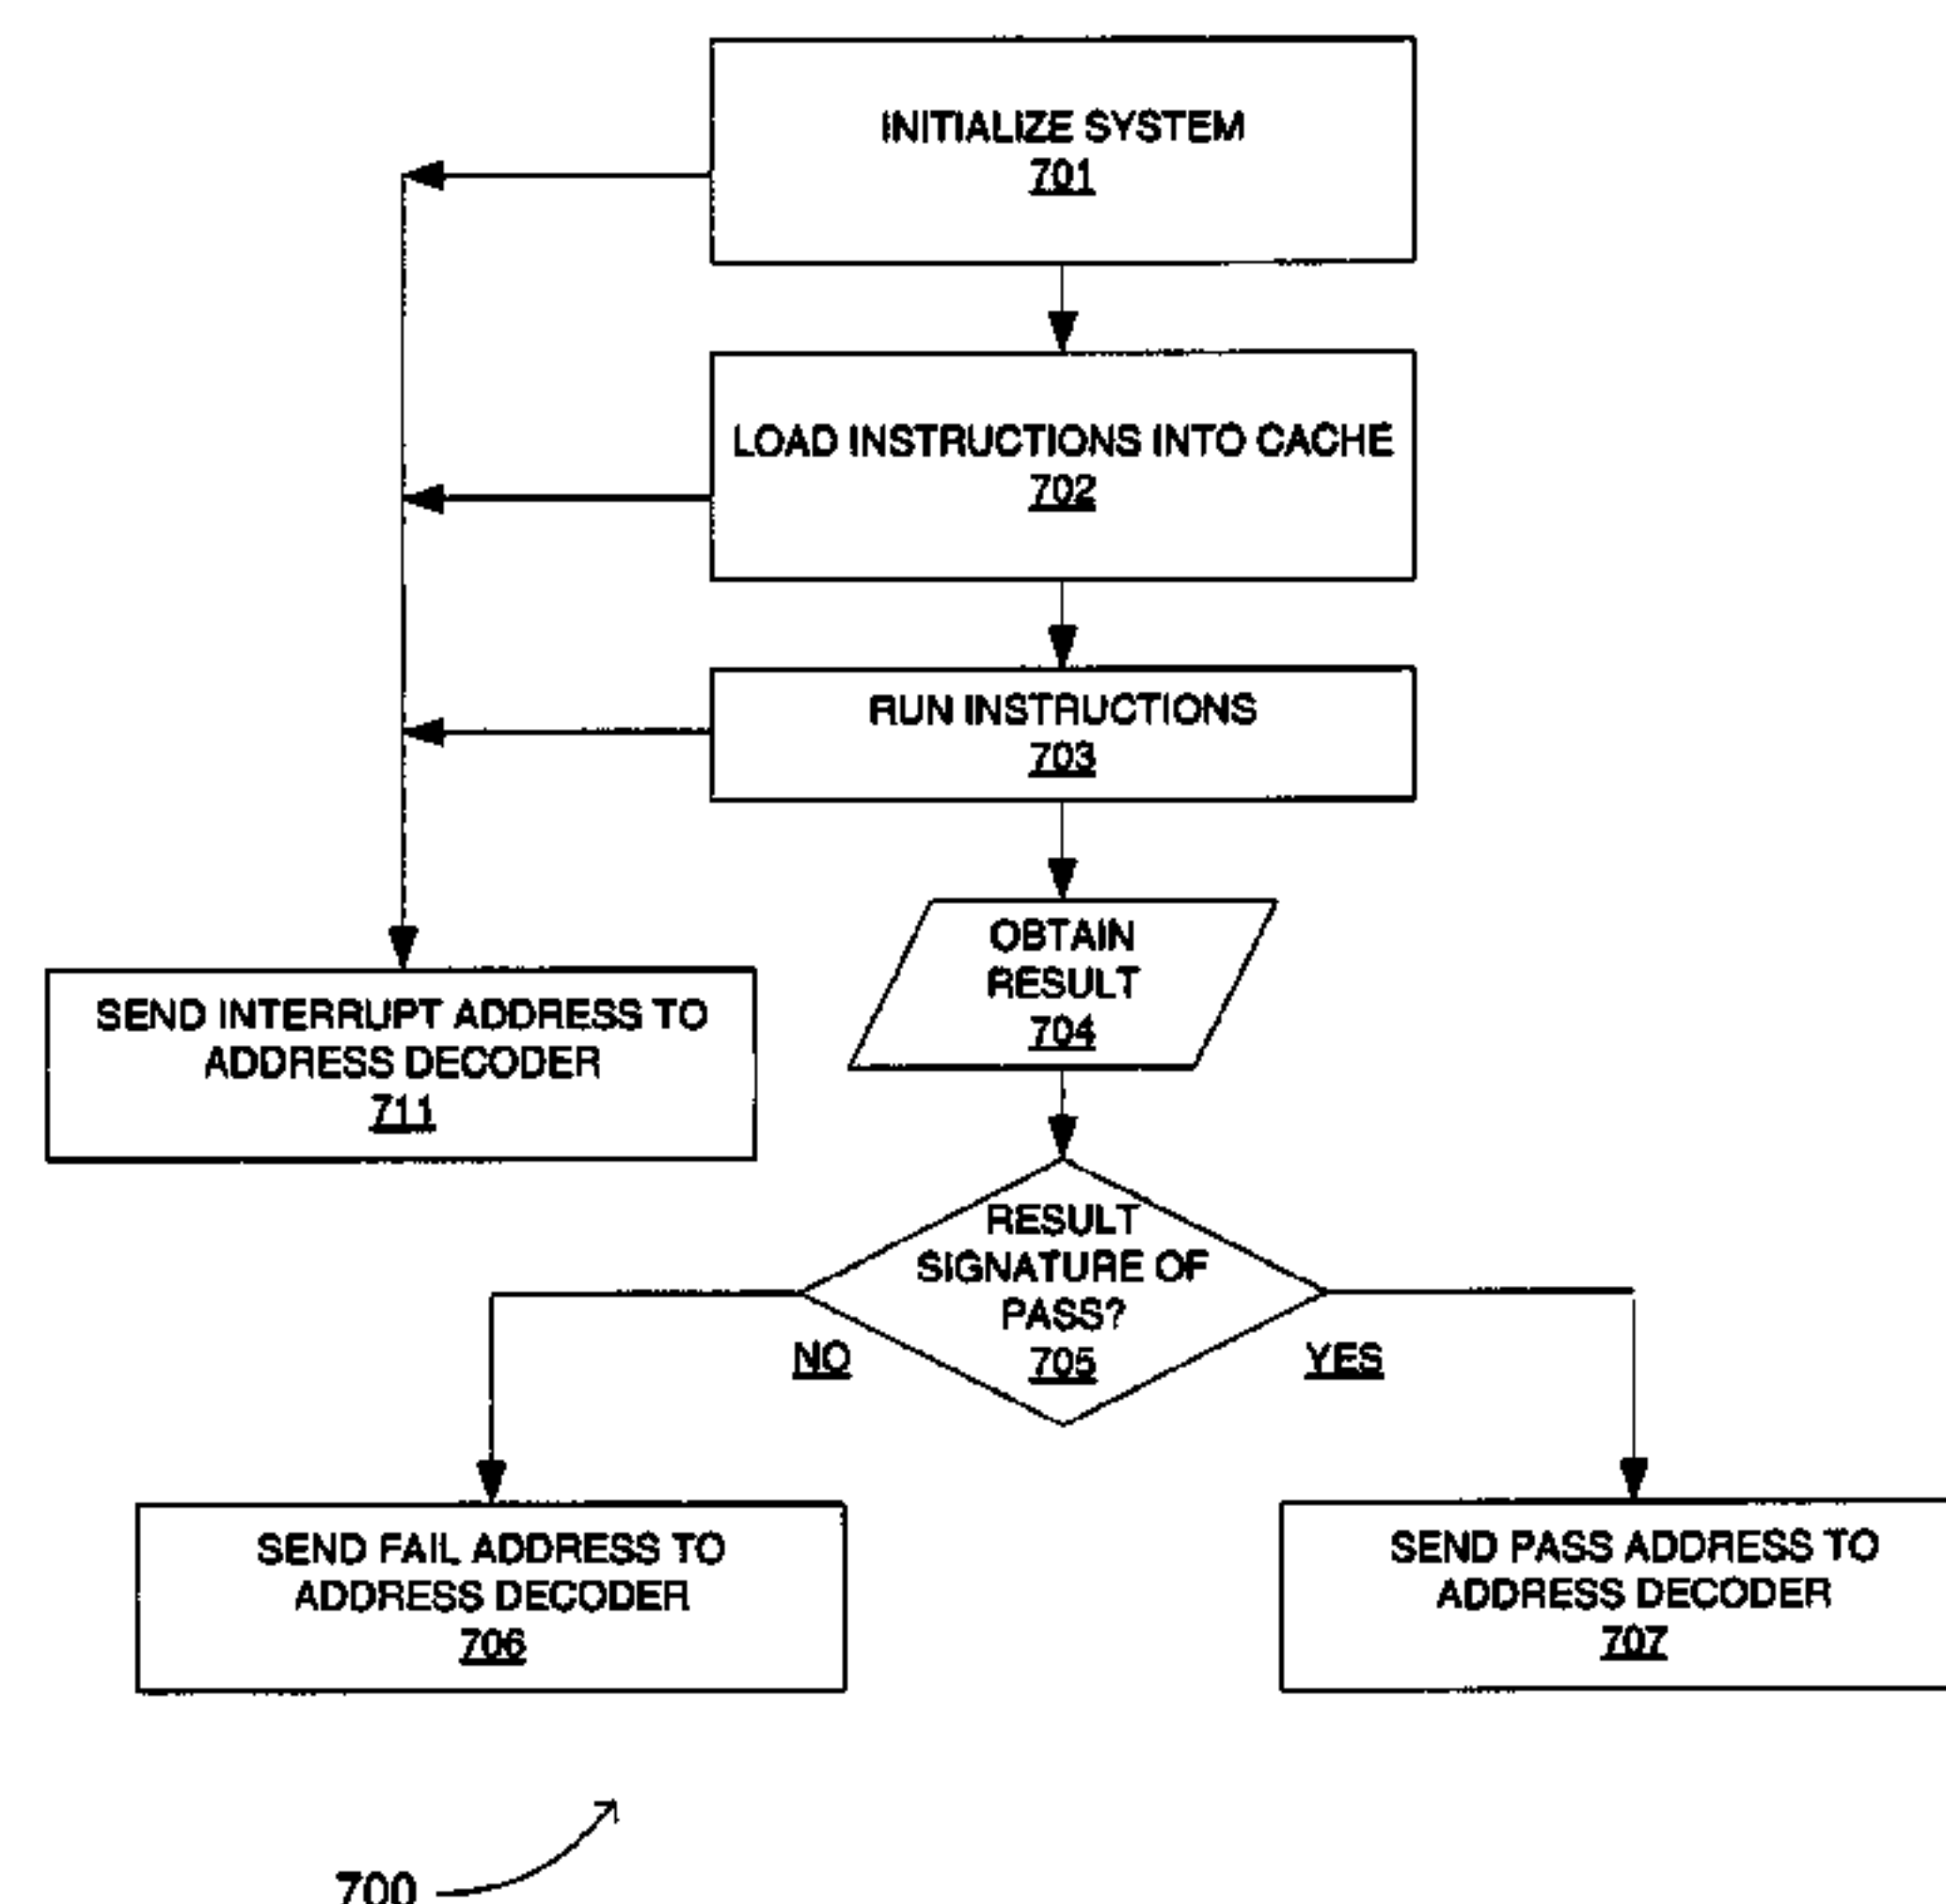 INITIALIZE SYSTEM
701
LOAD INSTRUCTIONS INTO CACHE
702
RUN INSTRUCTIONS
703
OBTAIN
RESULT
704
SEND INTERRUPT ADDRESS TO
ADDRESS DECODER
711
RESULT
SIGNATURE OF
PASS?
705
NO
YES
SEND FAIL ADDRESS TO
ADDRESS DECODER
706
SEND PASS ADDRESS TO
ADDRESS DECODER
707
700